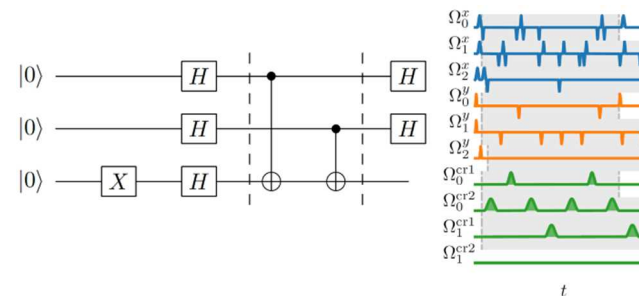 |0⟩ H H
|0⟩ H H
|0⟩ X H
Ω₀ˣ
Ω₁ˣ
Ω₂ˣ
Ω₀ʸ
Ω₁ʸ
Ω₂ʸ
Ω₀ᶜʳ¹
Ω₀ᶜʳ²
Ω₁ᶜʳ¹
Ω₁ᶜʳ²
t